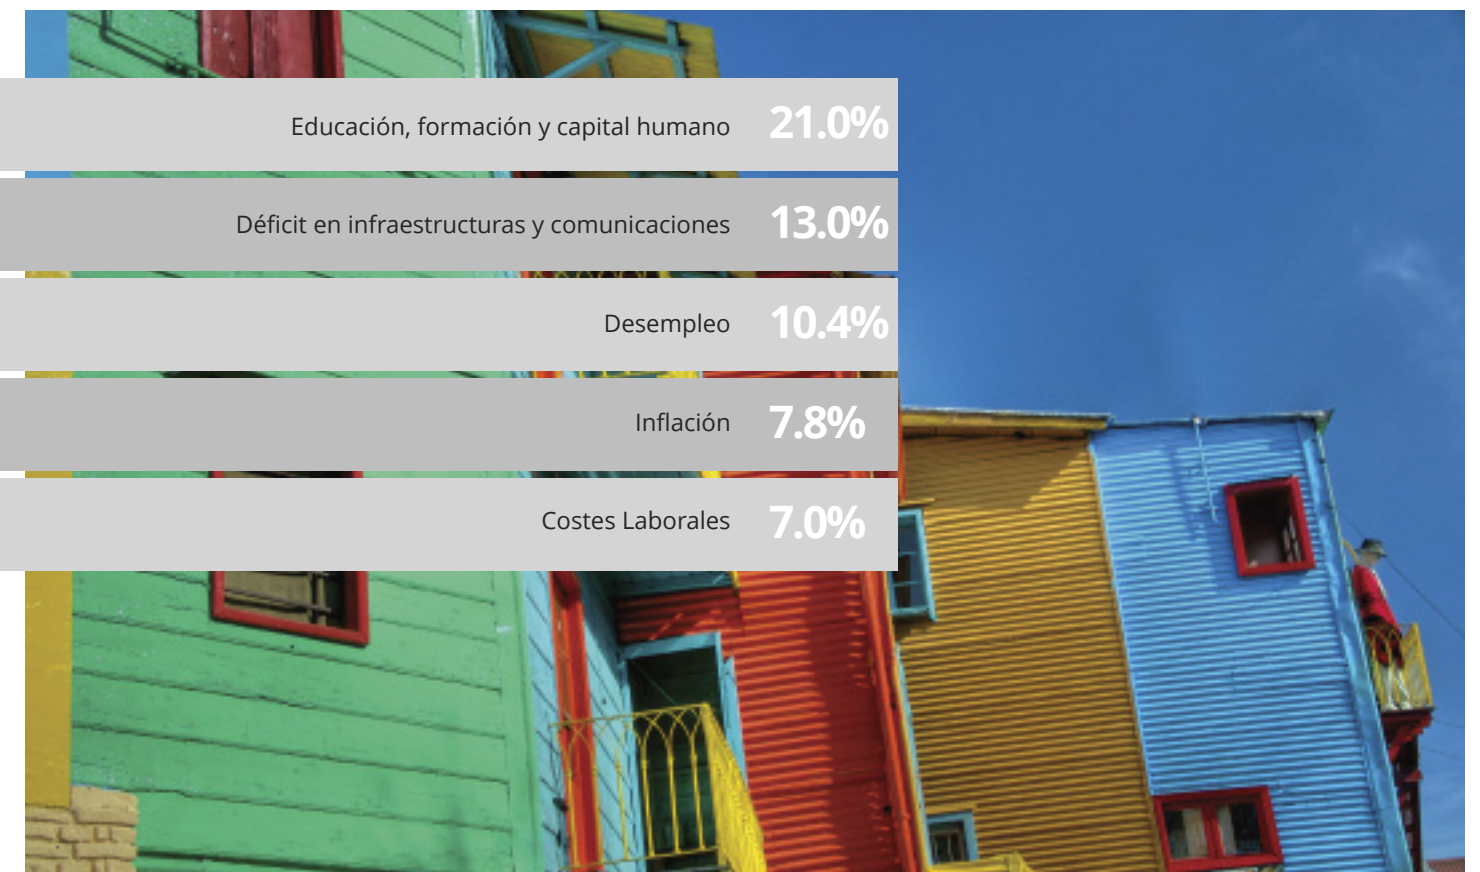 Educación, formación y capital humano 21.0%
Déficit en infraestructuras y comunicaciones 13.0%
Desempleo 10.4%
Inflación 7.8%
Costes Laborales 7.0%